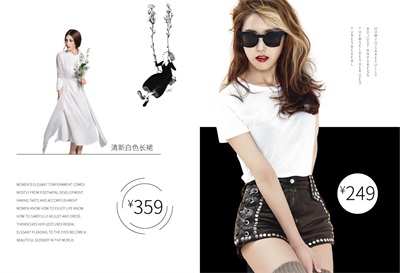 清新白色长裙
WOMEN'S ELEGANT TEMPERAMENT COMES
MOSTLY FROM POSTNATAL DEVELOPMENT
HAVING TASTE AND ACCOMPLISHMENT
WOMEN KNOW HOW TO ENJOY LIFE KNOW
HOW TO CAREFULLY ADJUST AND DRESS
THEMSELVES HER GESTURES REVEAL
ELEGANT PLEASING TO THE EYES BECOME A
BEAUTIFUL SCENERY IN THE WORLD.
¥359
¥249